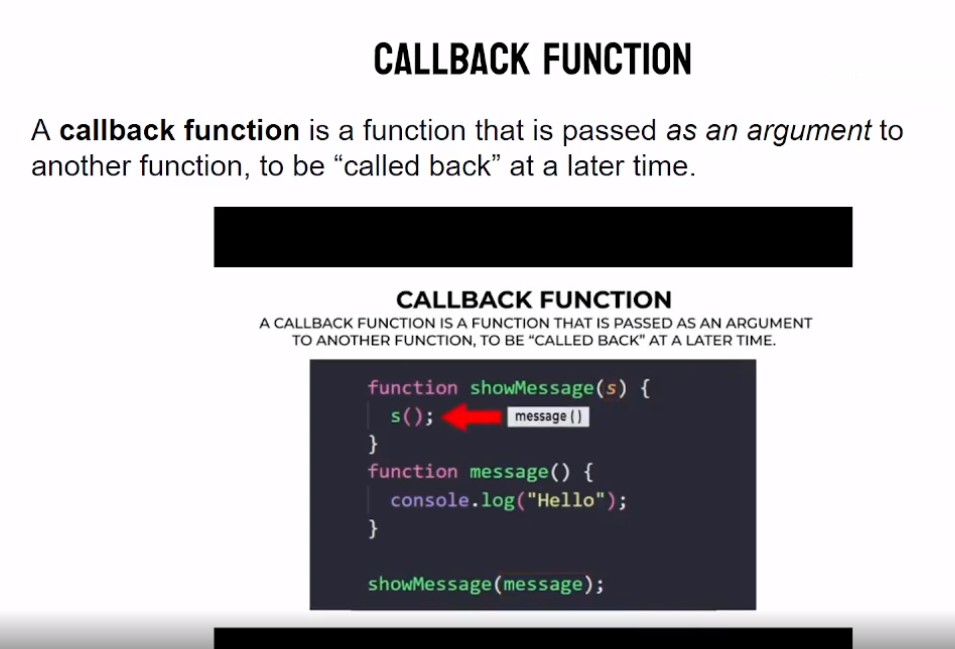 CALLBACK FUNCTION
A callback function is a function that is passed as an argument to
another function, to be “called back” at a later time.
CALLBACK FUNCTION
A CALLBACK FUNCTION IS A FUNCTION THAT IS PASSED AS AN ARGUMENT
TO ANOTHER FUNCTION, TO BE “CALLED BACK” AT A LATER TIME.
function showMessage(s) {
s(); message ()
}
function message() {
console.log("Hello");
}
showMessage(message);